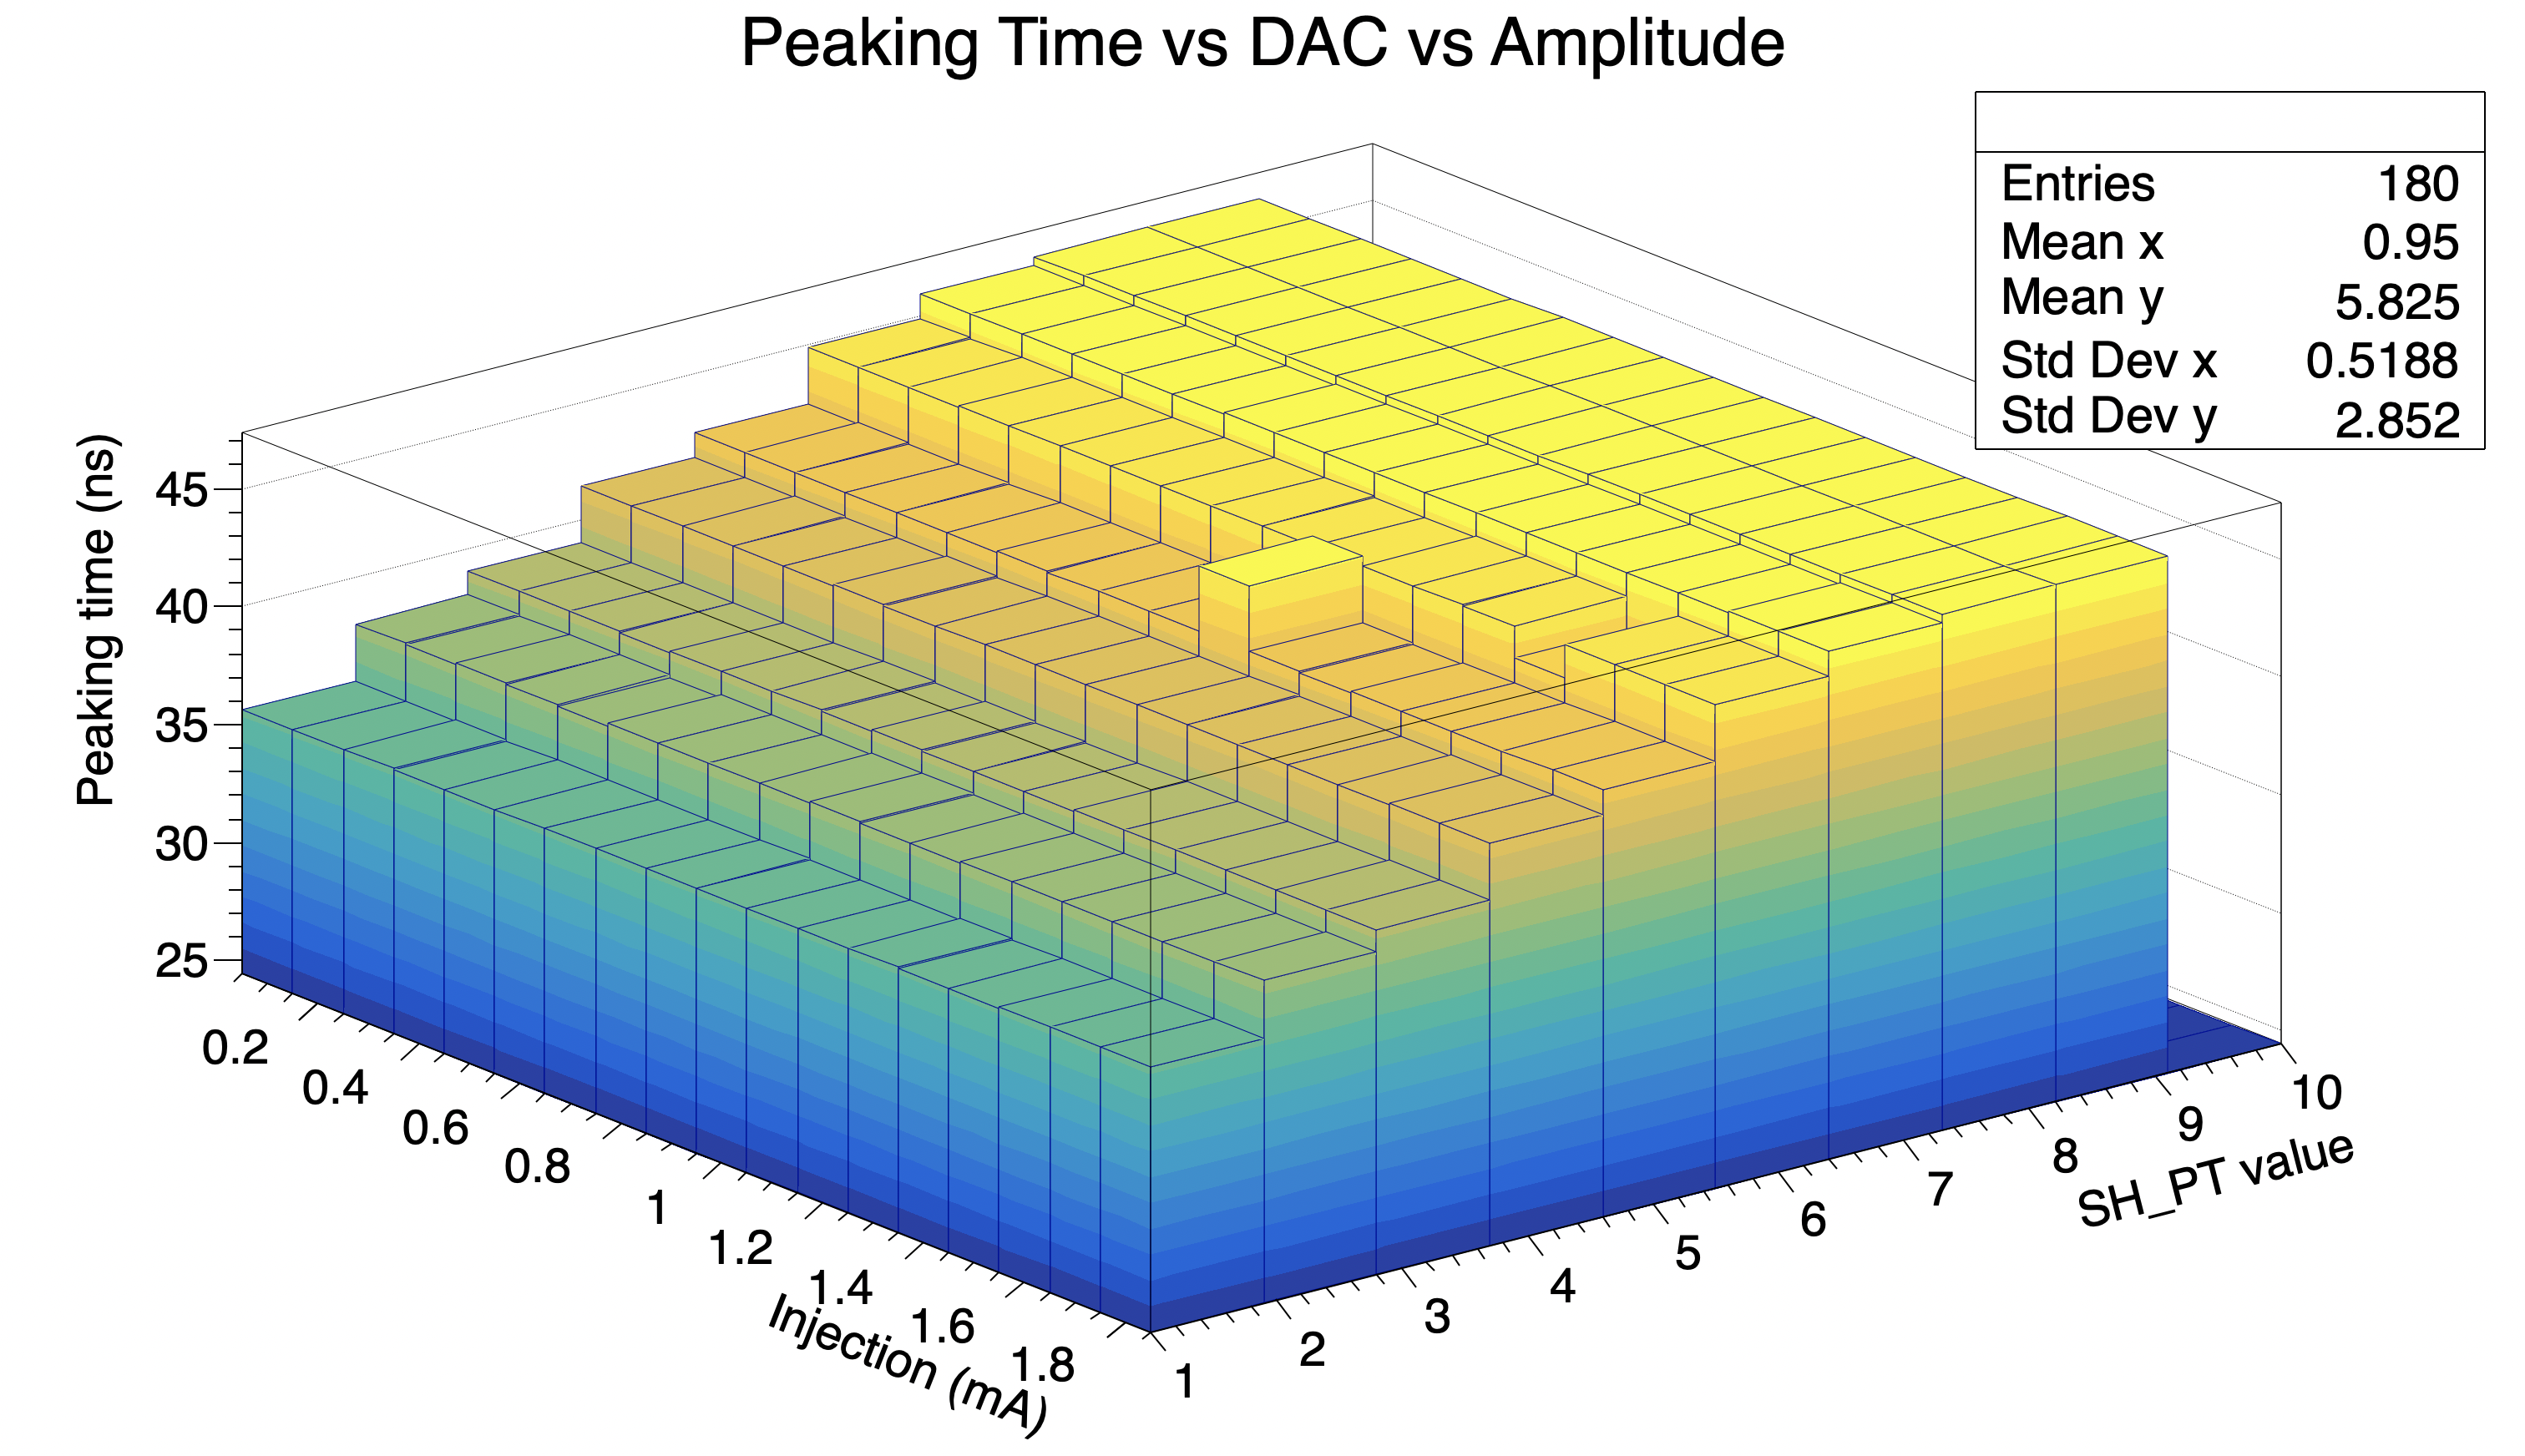 Peaking Time vs DAC vs Amplitude
Entries 180
Mean x 0.95
Mean y 5.825
Std Dev x 0.5188
Std Dev y 2.852
Peaking time (ns)
45
40
35
30
25
0.2
0.4
0.6
0.8
1
1.2
1.4
1.6
1.8
Injection (mA)
1
2
3
4
5
6
7
8
9
10
SH_PT value